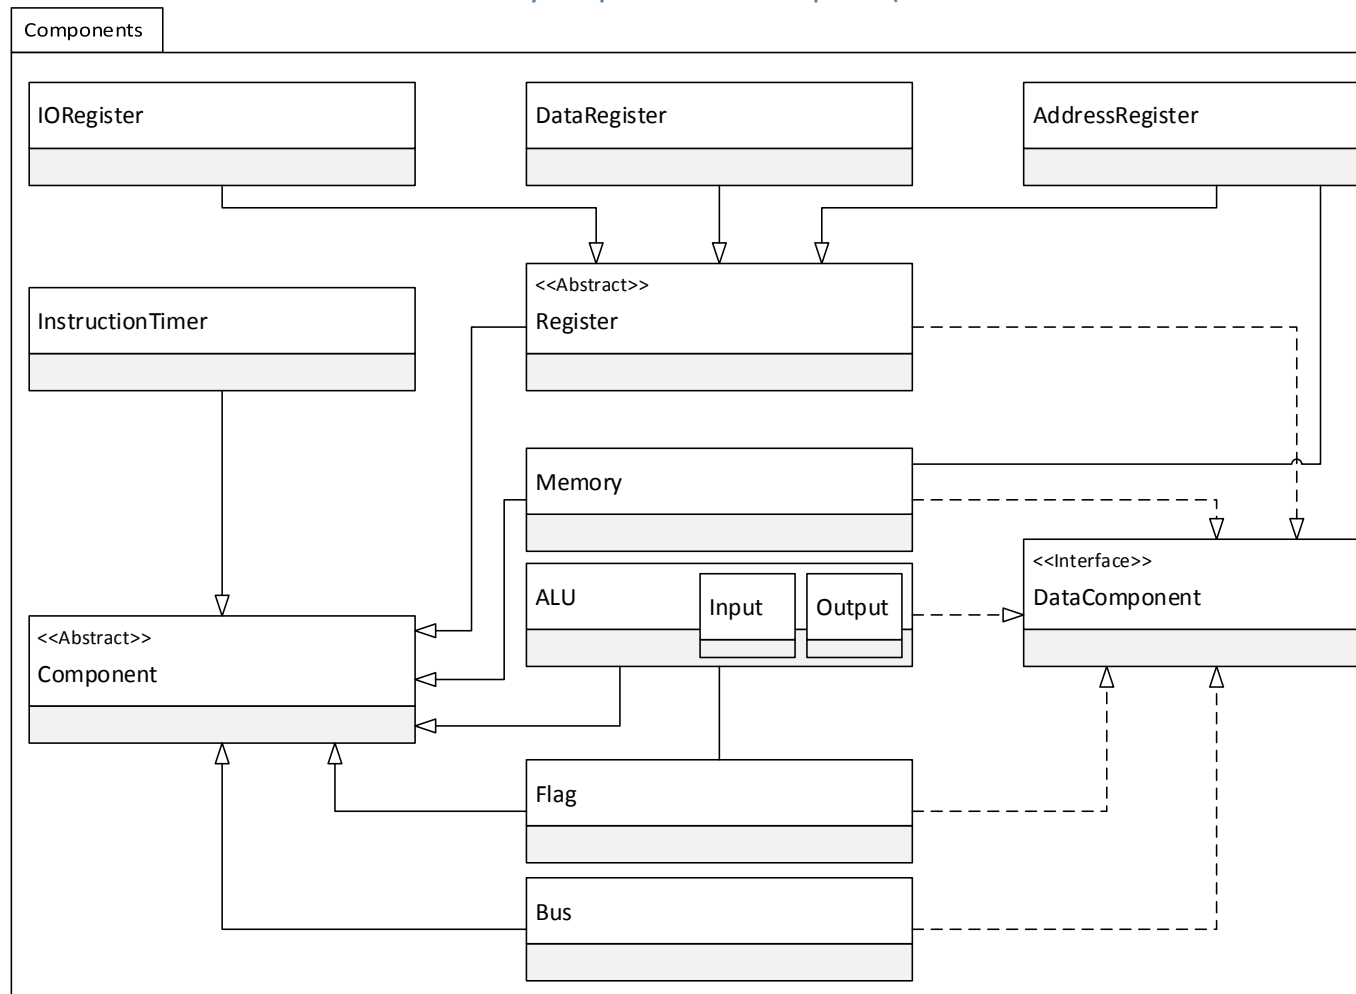 Components
IORegister
DataRegister
AddressRegister
<<Abstract>>
Register
InstructionTimer
Memory
<<Interface>>
DataComponent
ALU
Input
Output
<<Abstract>>
Component
Flag
Bus